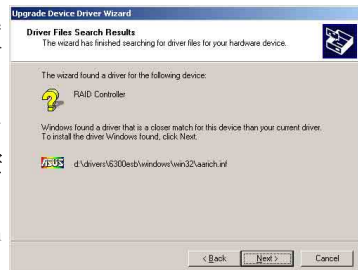 Upgrade Device Driver Wizard
Driver Files Search Results
The wizard has finished searching for driver files for your hardware device.
The wizard found a driver for the following device:
RAID Controller
Windows found a driver that is a closer match for this device than your current driver.
To install the driver Windows found, click Next.
ASUS
d:\drivers\6300esb\windows\win32\aarich.inf
< Back
Next >
Cancel